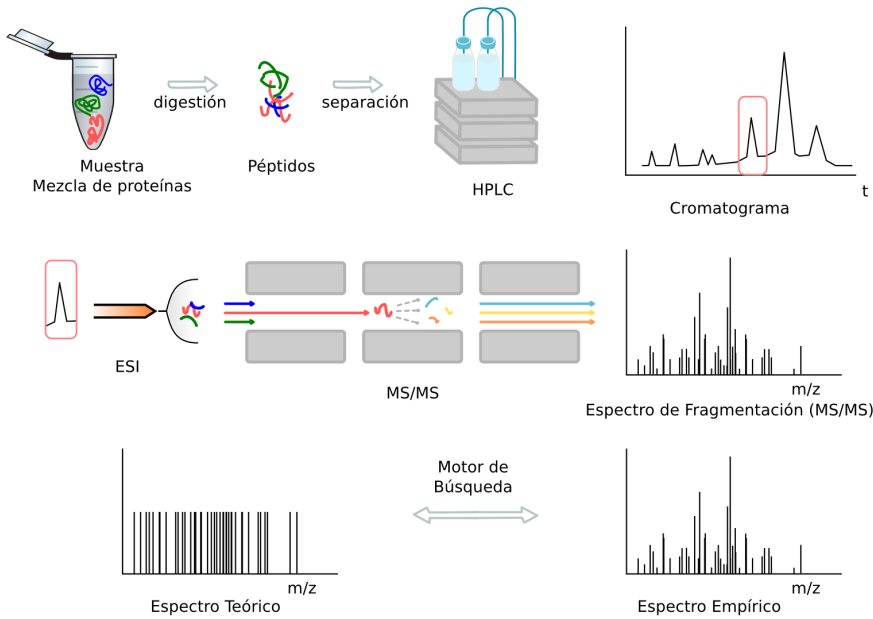 digestión
separación
Muestra
Mezcla de proteínas
Péptidos
HPLC
t
Cromatograma
ESI
MS/MS
m/z
Espectro de Fragmentación (MS/MS)
Motor de
Búsqueda
m/z
Espectro Teórico
m/z
Espectro Empírico